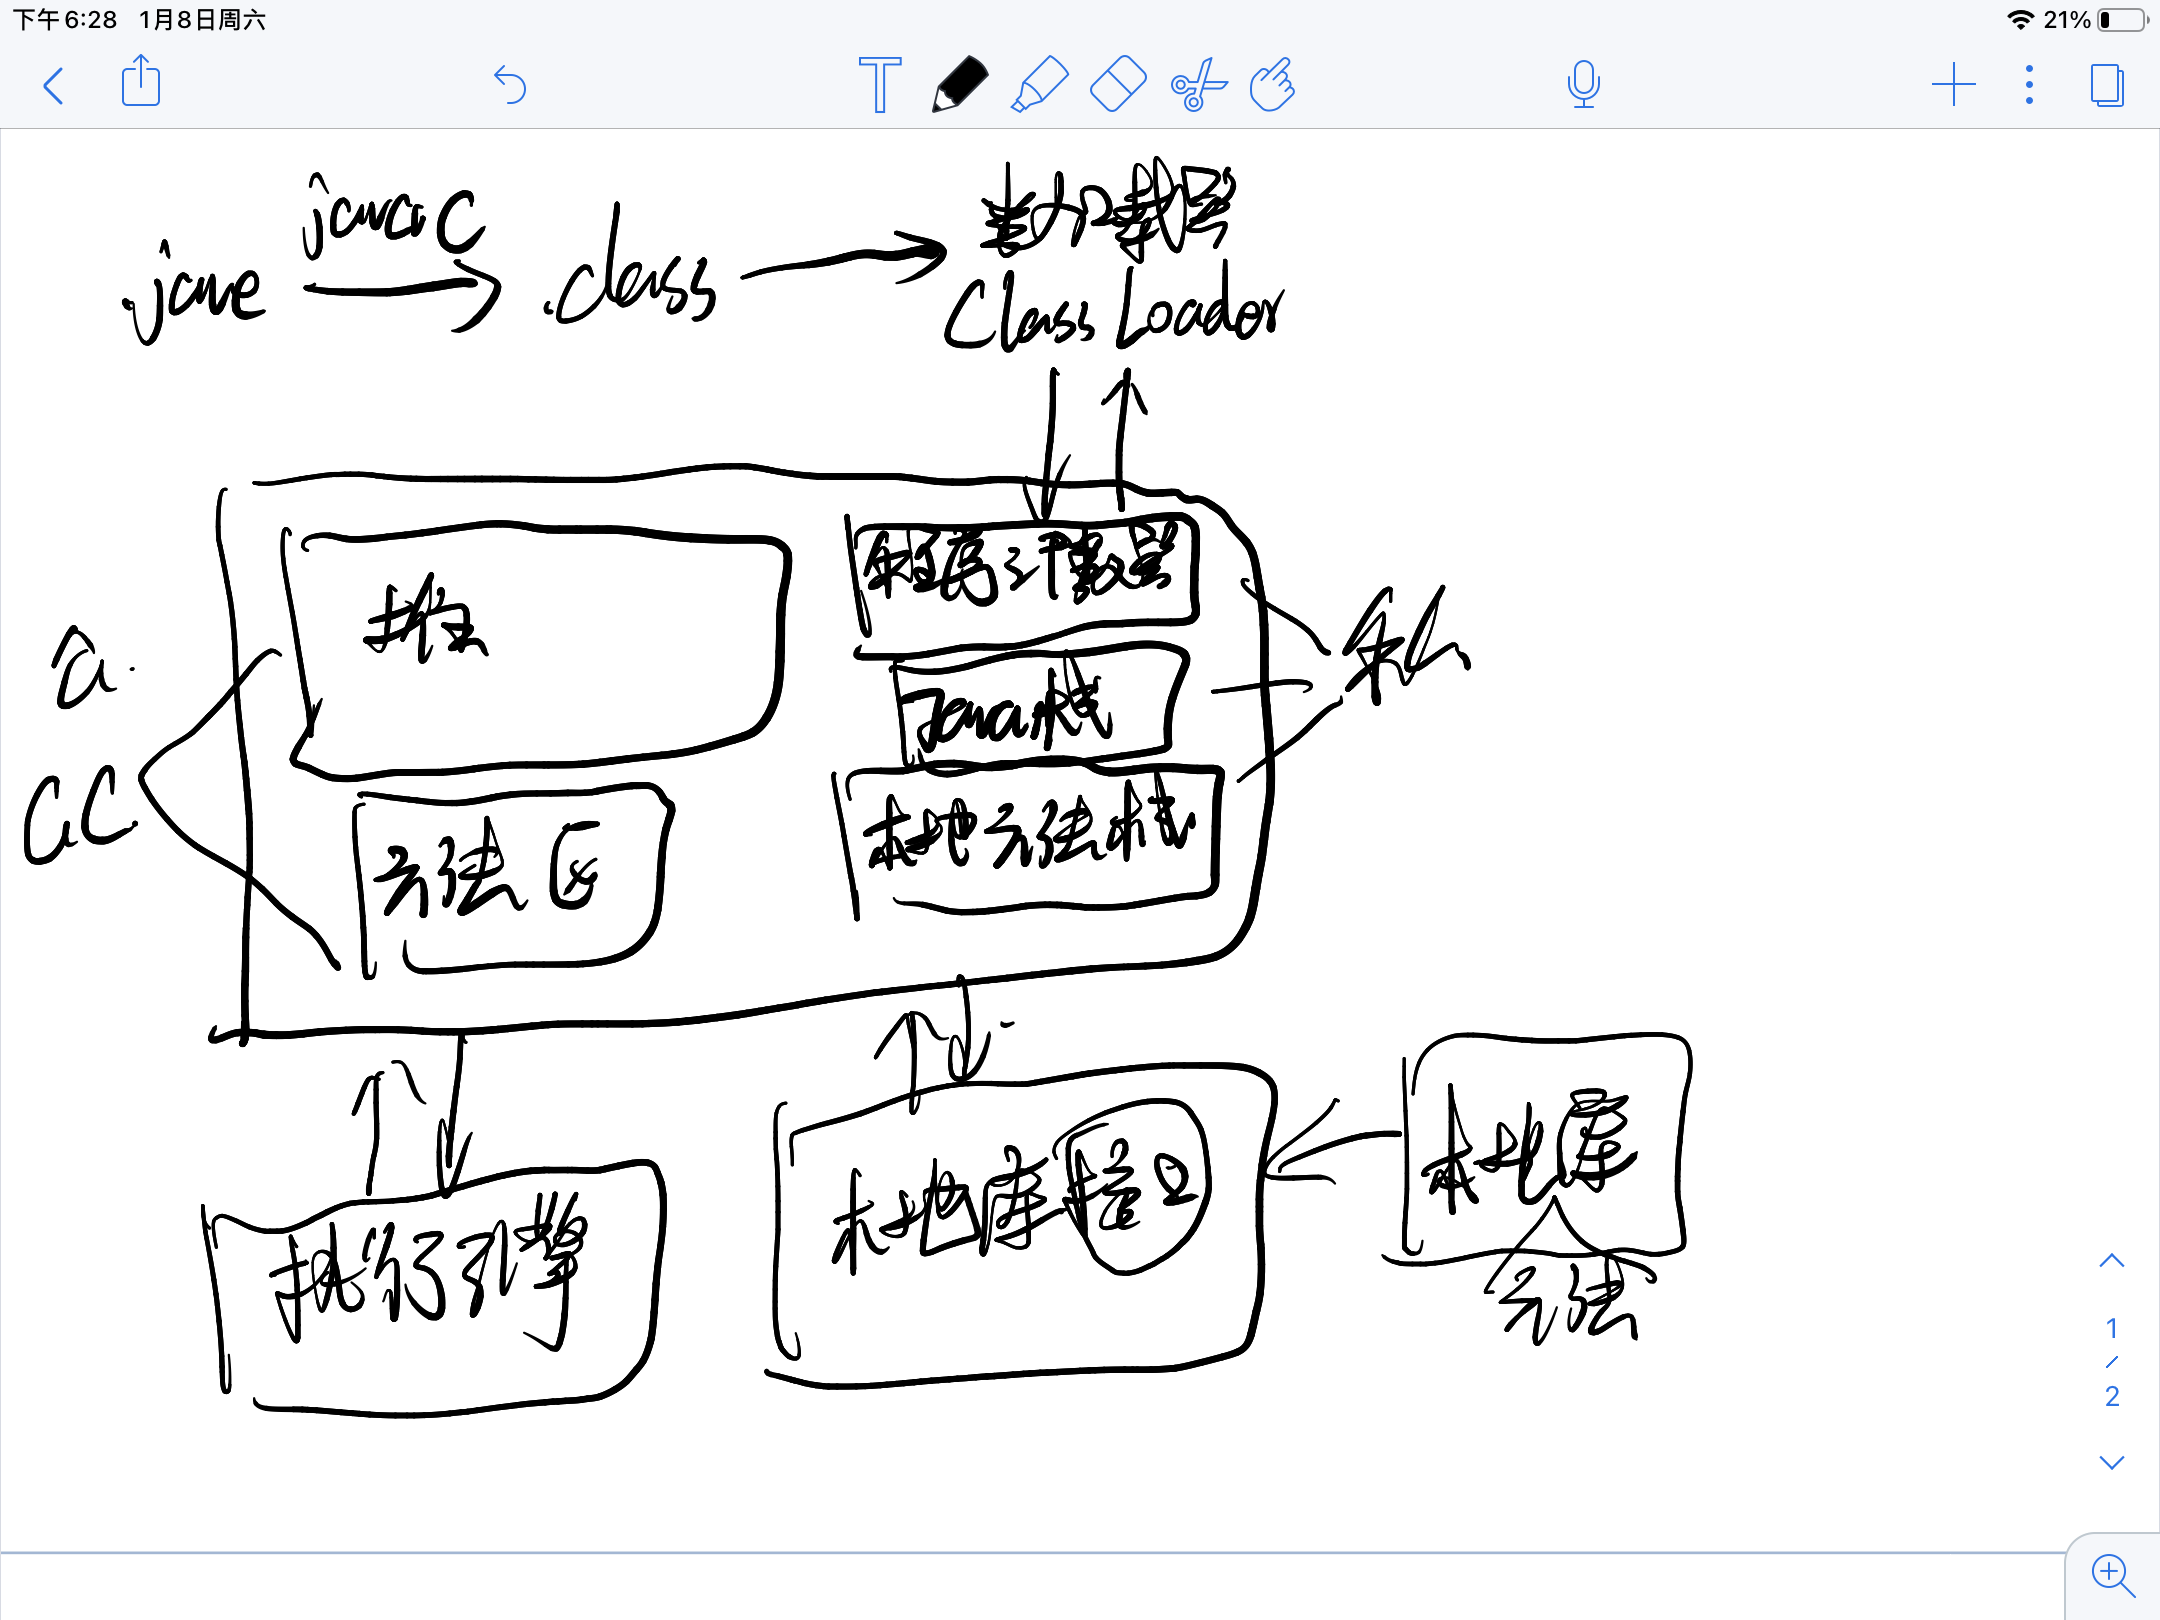 下午6:28 1月8日周六
21%
T
javac
类加载器
.java
.class
Class Loader
程序计数器
堆
私
Java栈
GC
本地方法栈
方法区
本地库
本地库接口
执行引擎
方法
1
/
2